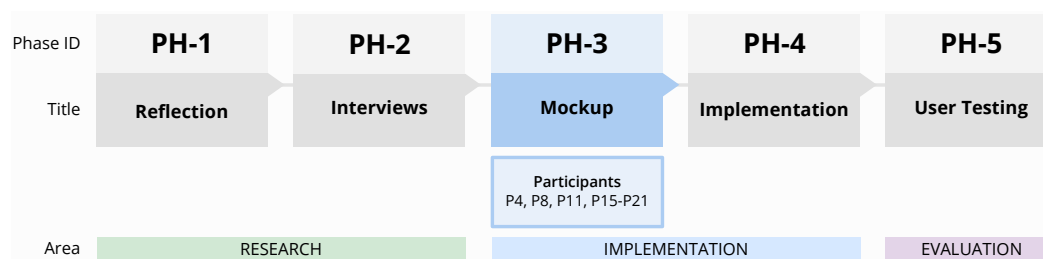 Phase ID PH-1 PH-2 PH-3 PH-4 PH-5
Title Reflection Interviews Mockup Implementation User Testing
Participants
P4, P8, P11, P15-P21
Area RESEARCH IMPLEMENTATION EVALUATION